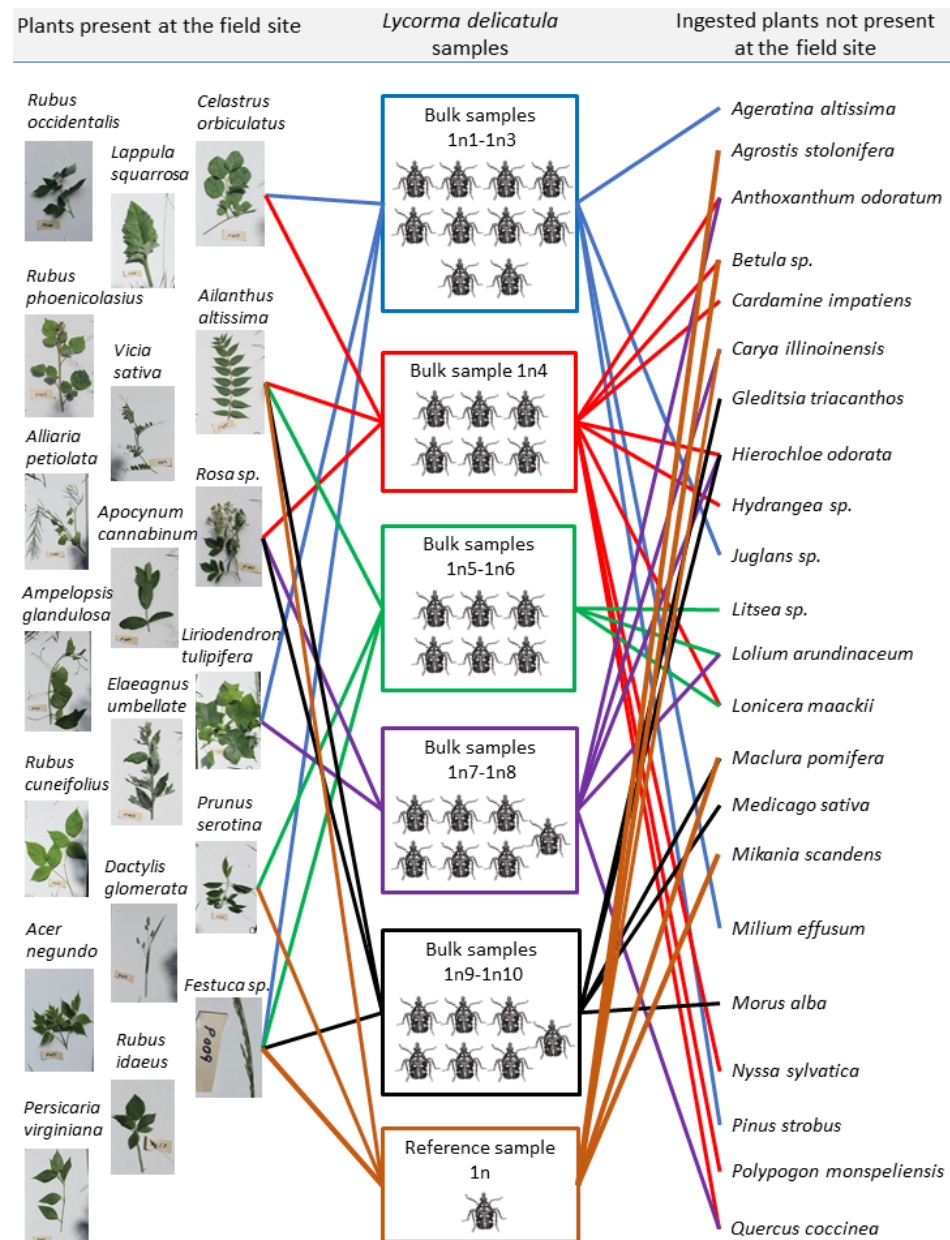 Plants present at the field site
Lycorma delicatula
samples
Ingested plants not present
at the field site
Rubus
occidentalis
Lappula
squarrosa
Celastrus
orbiculatus
Rubus
phoenicolasius
Vicia
sativa
Ailanthus
altissima
Alliaria
petiolata
Apocynum
cannabinum
Rosa sp.
Ampelopsis
glandulosa
Elaeagnus
umbellate
Liriodendron
tulipifera
Rubus
cuneifolius
Dactylis
glomerata
Prunus
serotina
Acer
negundo
Rubus
idaeus
Festuca sp.
P009
Persicaria
virginiana
Bulk samples
1n1-1n3
Bulk sample 1n4
Bulk samples
1n5-1n6
Bulk samples
1n7-1n8
Bulk samples
1n9-1n10
Reference sample
1n
Ageratina altissima
Agrostis stolonifera
Anthoxanthum odoratum
Betula sp.
Cardamine impatiens
Carya illinoinensis
Gleditsia triacanthos
Hierochloe odorata
Hydrangea sp.
Juglans sp.
Litsea sp.
Lolium arundinaceum
Lonicera maackii
Maclura pomifera
Medicago sativa
Mikania scandens
Milium effusum
Morus alba
Nyssa sylvatica
Pinus strobus
Polypogon monspeliensis
Quercus coccinea